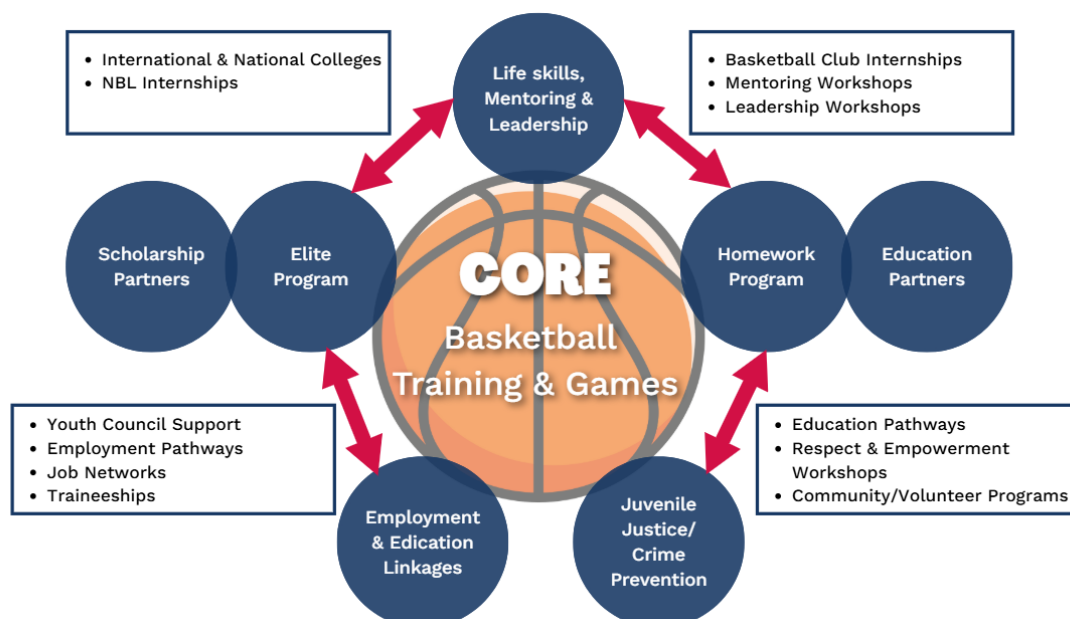 • International & National Colleges
• NBL Internships
Life skills,
Mentoring &
Leadership
• Basketball Club Internships
• Mentoring Workshops
• Leadership Workshops
Scholarship
Partners
Elite
Program
CORE
Basketball
Training & Games
Homework
Program
Education
Partners
• Youth Council Support
• Employment Pathways
• Job Networks
• Traineeships
• Education Pathways
• Respect & Empowerment
Workshops
• Community/Volunteer Programs
Employment
& Edication
Linkages
Juvenile
Justice/
Crime
Prevention